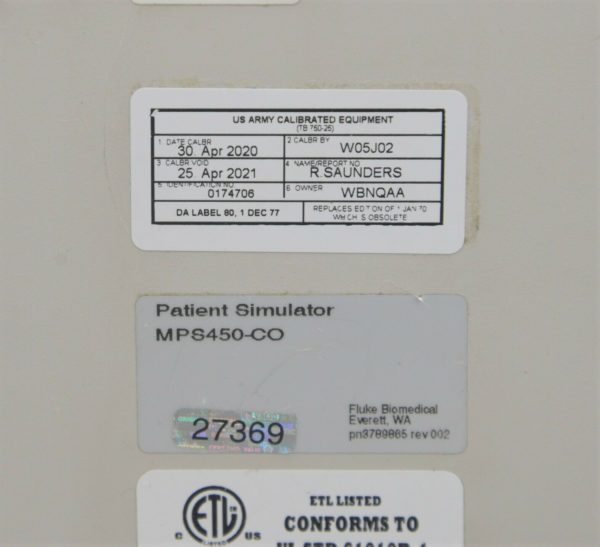 US ARMY CALIBRATED EQUIPMENT
(TB 750-25)
1 DATE CALBR
30 Apr 2020
2 CALBR BY
W05J02
3 CALBR VOID
25 Apr 2021
4 NAME/REPORT NO
R.SAUNDERS
5 IDENTIFICATION NO.
0174706
6 OWNER
WBNQAA
DA LABEL 80, 1 DEC 77
REPLACES EDITION OF 1 JAN 70
WHICH IS OBSOLETE
Patient Simulator
MPS450-CO
27369
Fluke Biomedical
Everett, WA
pn3789865 rev 002
ETL
LISTED
C US
ETL LISTED
CONFORMS TO